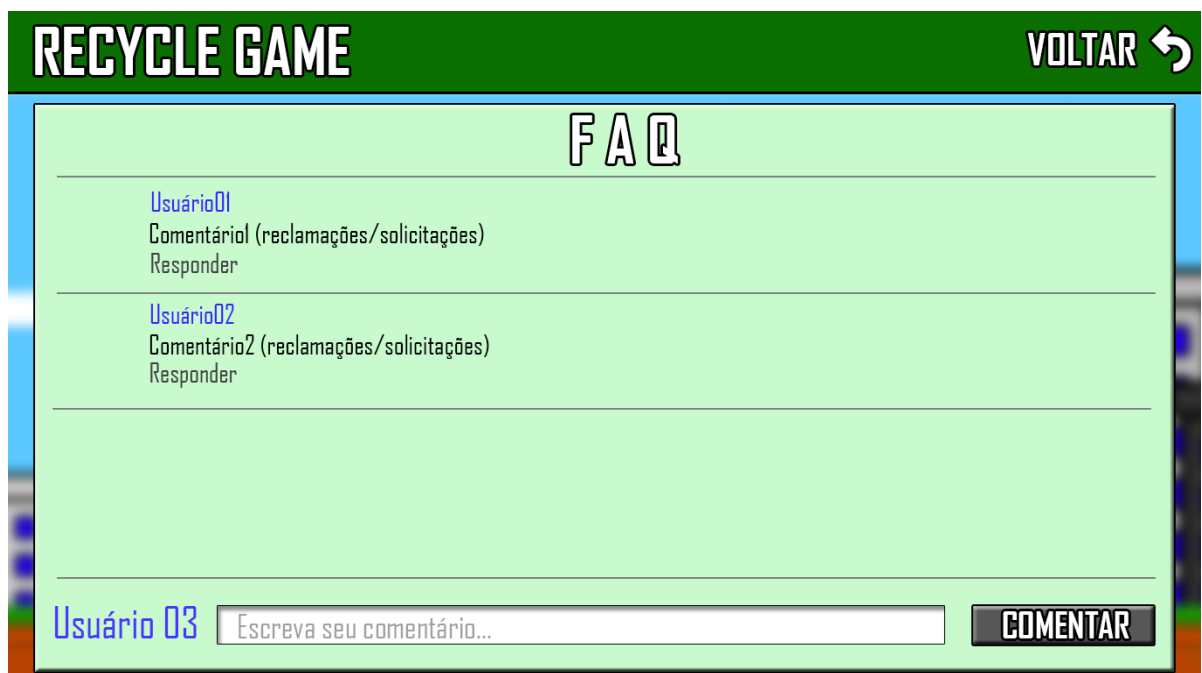 RECYCLE GAME
VOLTAR
FAQ
Usuário01
Comentário1 (reclamações/solicitações)
Responder
Usuário02
Comentário2 (reclamações/solicitações)
Responder
Usuário 03
Escreva seu comentário...
COMENTAR